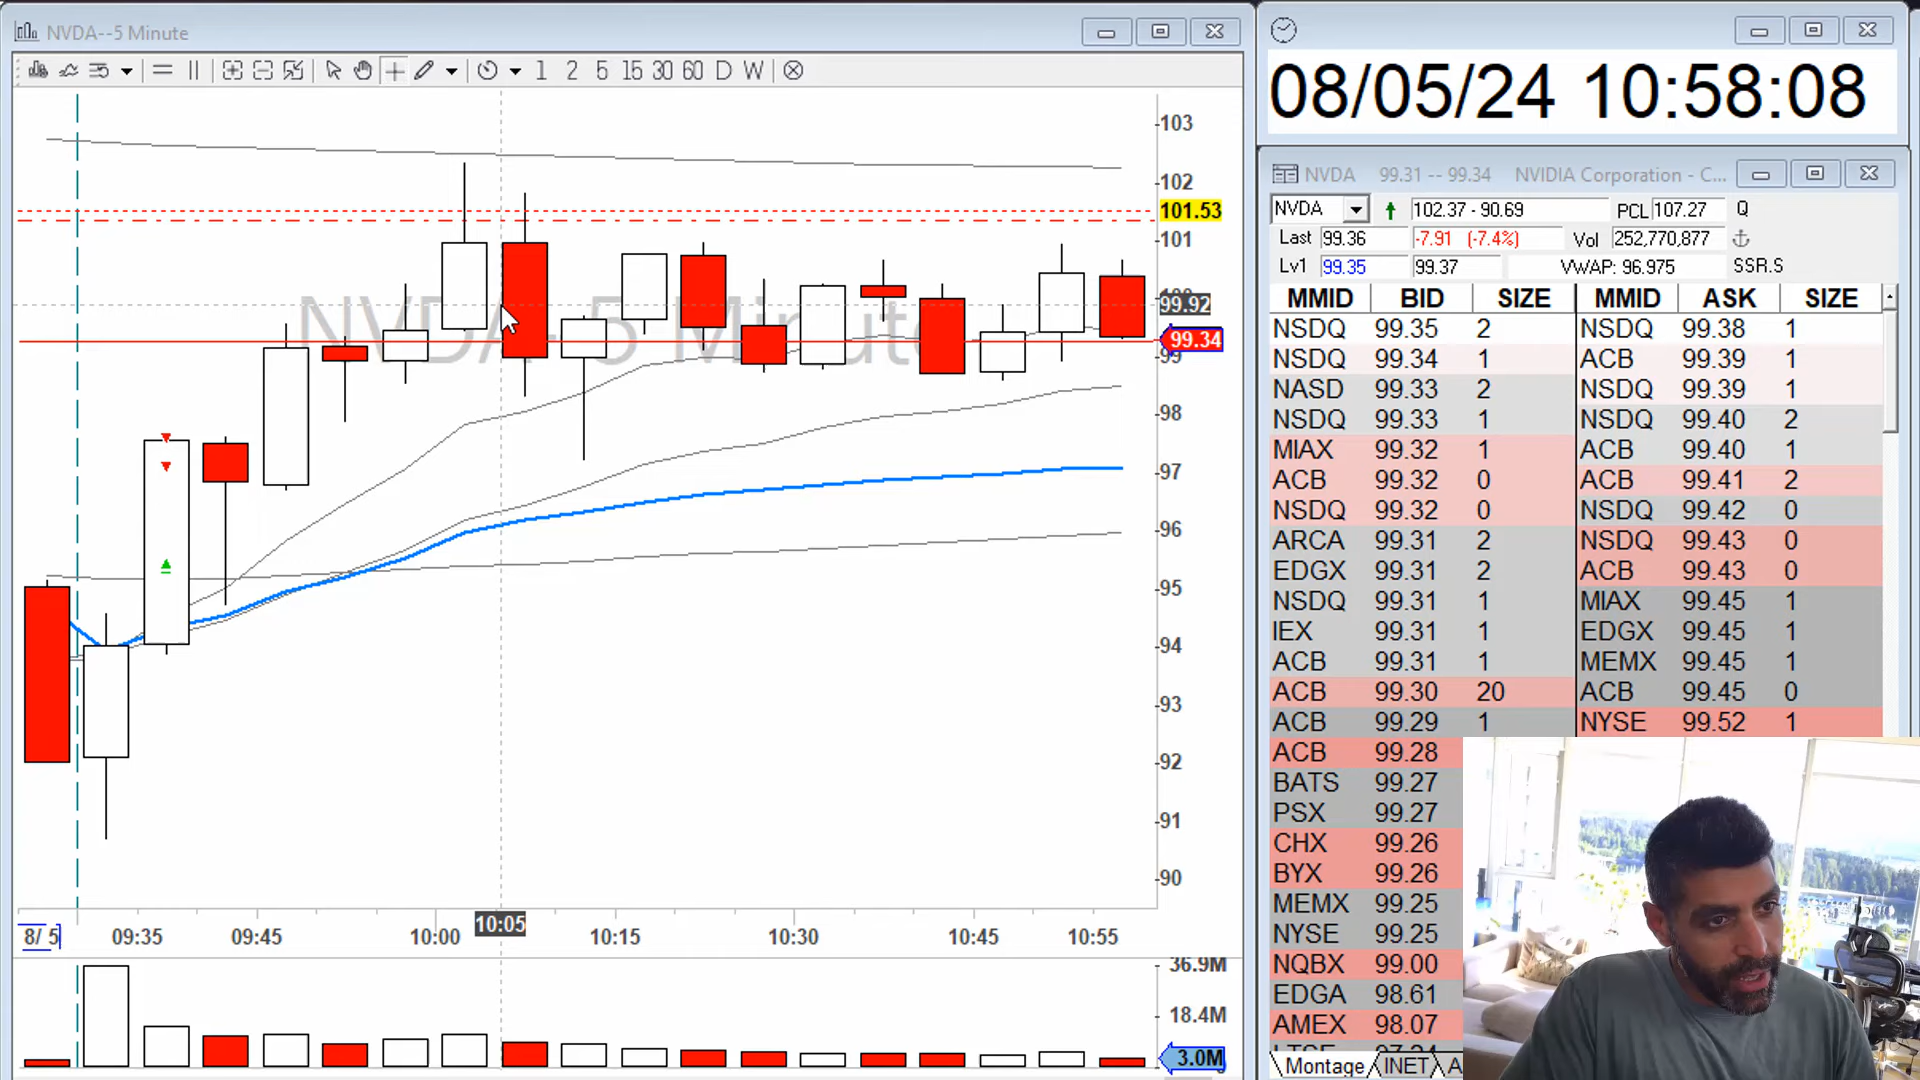 NVDA--5 Minute
1 2 5 15 30 60 D W
NVDA - 5 Minute
103
102
101.53
101
99.92
99.34
99
98
97
96
95
94
93
92
91
90
8/ 5 09:35 09:45 10:00 10:05 10:15 10:30 10:45 10:55
36.9M
18.4M
3.0M
08/05/24 10:58:08
NVDA 99.31 -- 99.34 NVIDIA Corporation - C...
NVDA 102.37 - 90.69 PCL 107.27 Q
Last 99.36 -7.91 (-7.4%) Vol 252,770,877
Lv1 99.35 99.37 VWAP: 96.975 SSR.S
MMID BID SIZE MMID ASK SIZE
NSDQ 99.35 2 NSDQ 99.38 1
NSDQ 99.34 1 ACB 99.39 1
NASD 99.33 2 NSDQ 99.39 1
NSDQ 99.33 1 NSDQ 99.40 2
MIAX 99.32 1 ACB 99.40 1
ACB 99.32 0 ACB 99.41 2
NSDQ 99.32 0 NSDQ 99.42 0
ARCA 99.31 2 NSDQ 99.43 0
EDGX 99.31 2 ACB 99.43 0
NSDQ 99.31 1 MIAX 99.45 1
IEX 99.31 1 EDGX 99.45 1
ACB 99.31 1 MEMX 99.45 1
ACB 99.30 20 ACB 99.45 0
ACB 99.29 1 NYSE 99.52 1
ACB 99.28
BATS 99.27
PSX 99.27
CHX 99.26
BYX 99.26
MEMX 99.25
NYSE 99.25
NQBX 99.00
EDGA 98.61
AMEX 98.07
Montage INET A